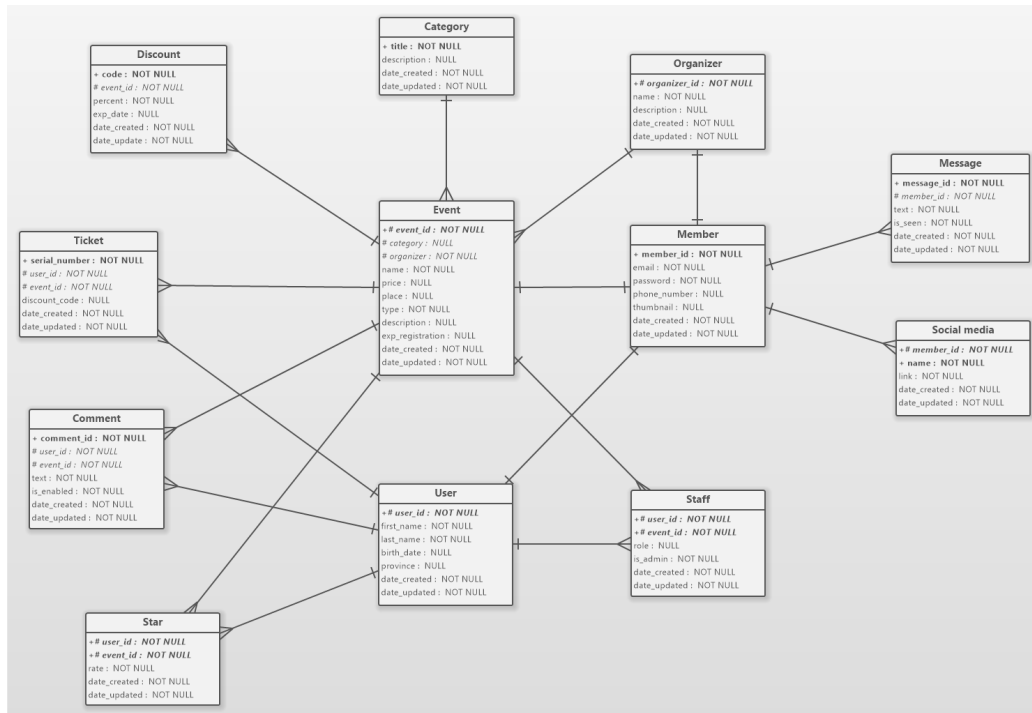 Category
+ title : NOT NULL
description : NULL
date_created : NOT NULL
date_updated : NOT NULL
Discount
+ code : NOT NULL
# event_id : NOT NULL
percent : NOT NULL
exp_date : NULL
date_created : NOT NULL
date_update : NOT NULL
Organizer
+# organizer_id : NOT NULL
name : NOT NULL
description : NULL
date_created : NOT NULL
date_updated : NOT NULL
Message
+ message_id : NOT NULL
# member_id : NOT NULL
text : NOT NULL
is_seen : NOT NULL
date_created : NOT NULL
date_updated : NOT NULL
Event
+# event_id : NOT NULL
# category : NULL
# organizer : NOT NULL
name : NOT NULL
price : NULL
place : NULL
type : NOT NULL
description : NULL
exp_registration : NULL
date_created : NOT NULL
date_updated : NOT NULL
Member
+ member_id : NOT NULL
email : NOT NULL
password : NOT NULL
phone_number : NULL
thumbnail : NULL
date_created : NOT NULL
date_updated : NOT NULL
Ticket
+ serial_number : NOT NULL
# user_id : NOT NULL
# event_id : NOT NULL
discount_code : NULL
date_created : NOT NULL
date_updated : NOT NULL
Social media
+# member_id : NOT NULL
+ name : NOT NULL
link : NOT NULL
date_created : NOT NULL
date_updated : NOT NULL
Comment
+ comment_id : NOT NULL
# user_id : NOT NULL
# event_id : NOT NULL
text : NOT NULL
is_enabled : NOT NULL
date_created : NOT NULL
date_updated : NOT NULL
User
+# user_id : NOT NULL
first_name : NOT NULL
last_name : NOT NULL
birth_date : NULL
province : NULL
date_created : NOT NULL
date_updated : NOT NULL
Staff
+# user_id : NOT NULL
+# event_id : NOT NULL
role : NULL
is_admin : NOT NULL
date_created : NOT NULL
date_updated : NOT NULL
Star
+# user_id : NOT NULL
+# event_id : NOT NULL
rate : NOT NULL
date_created : NOT NULL
date_updated : NOT NULL